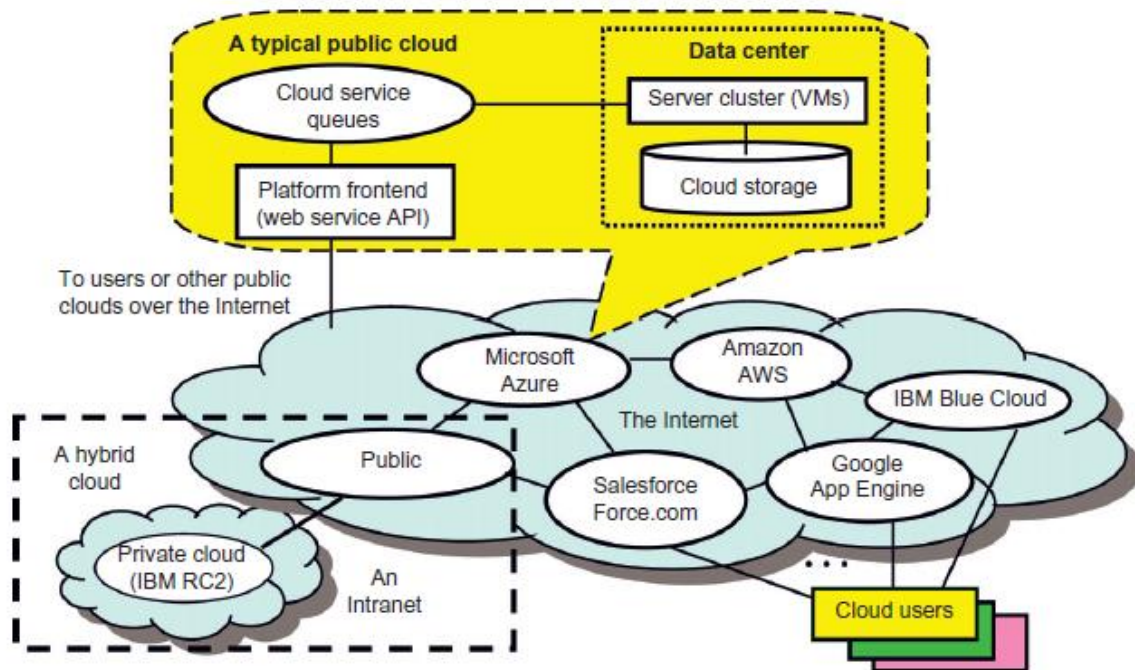 A typical public cloud
Data center
Cloud service
queues
Server cluster (VMs)
Cloud storage
Platform frontend
(web service API)
To users or other public
clouds over the Internet
Microsoft
Azure
Amazon
AWS
IBM Blue Cloud
The Internet
A hybrid
cloud
Public
Salesforce
Force.com
Google
App Engine
Private cloud
(IBM RC2)
An
Intranet
. . .
Cloud users